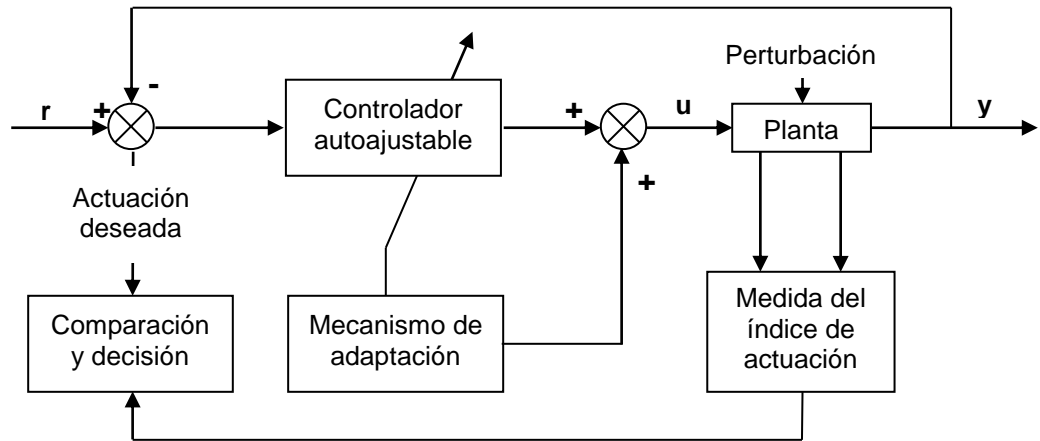 Perturbación
-
r
+
Controlador
autoajustable
+
u
Planta
y
+
Actuación
deseada
Comparación
y decisión
Mecanismo de
adaptación
Medida del
índice de
actuación